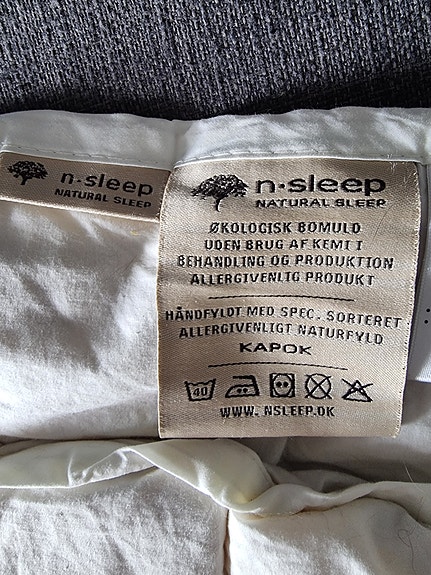 n·sleep
NATURAL SLEEP
n·sleep
NATURAL SLEEP
ØKOLOGISK BOMULD
UDEN BRUG AF KEMI I
BEHANDLING OG PRODUKTION
ALLERGIVENLIG PRODUKT
HÅNDFYLDT MED SPEC. SORTERET
ALLERGIVENLIGT NATURFYLD
KAPOK
40
WWW. NSLEEP.DK